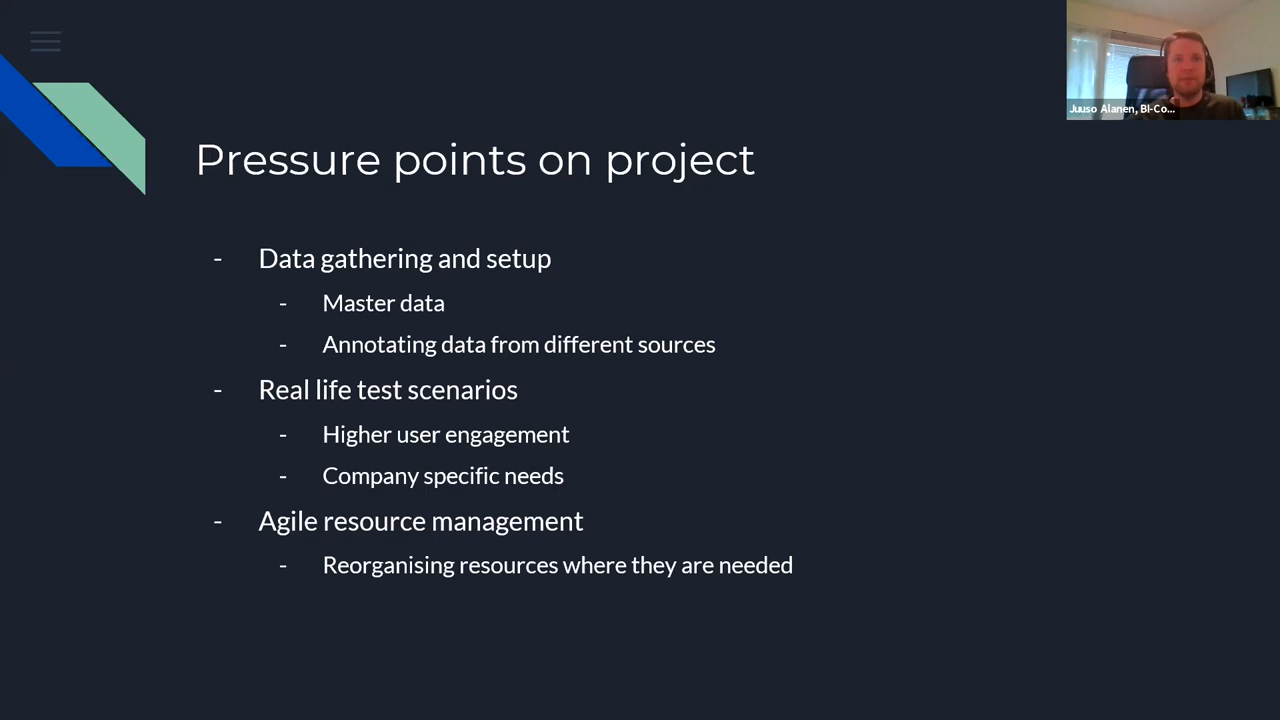 Juuso Alanen, BI-Co...
Pressure points on project
- Data gathering and setup
- Master data
- Annotating data from different sources
- Real life test scenarios
- Higher user engagement
- Company specific needs
- Agile resource management
- Reorganising resources where they are needed